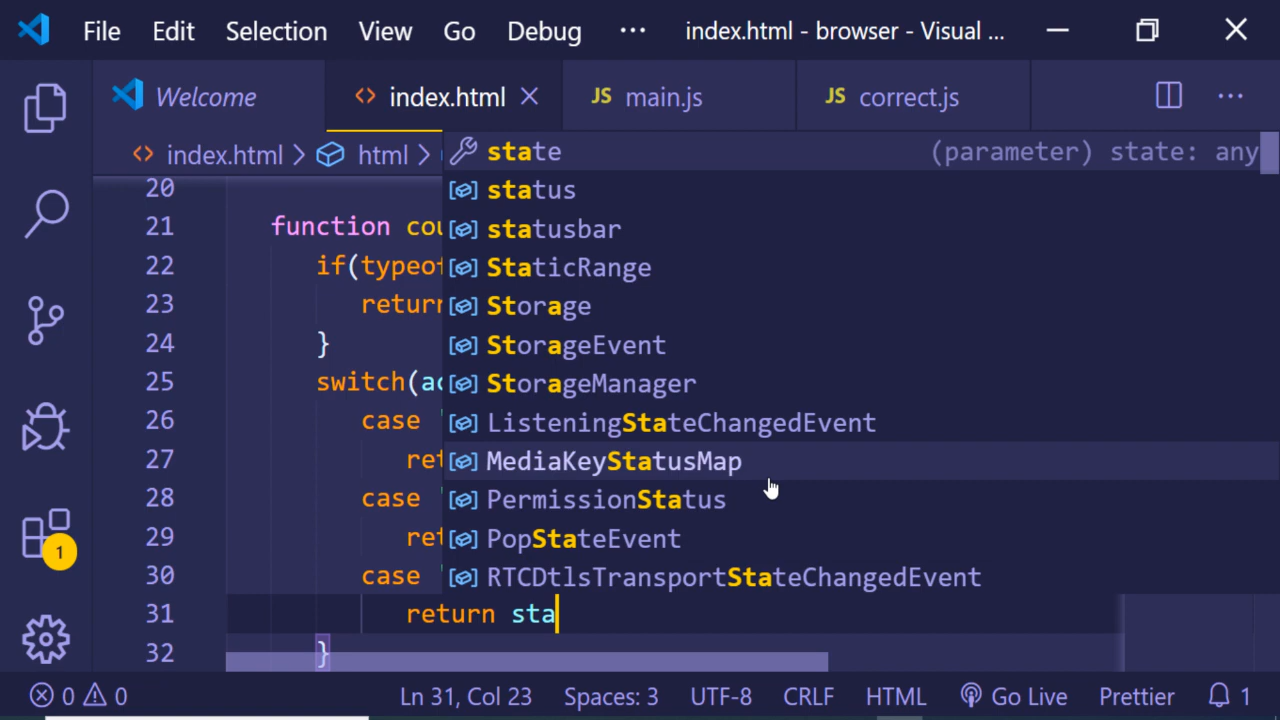 File Edit Selection View Go Debug ··· index.html - browser - Visual ...
Welcome <> index.html JS main.js JS correct.js ···
<> index.html > html >
state (parameter) state: any
status
statusbar
StaticRange
Storage
StorageEvent
StorageManager
ListeningStateChangedEvent
MediaKeyStatusMap
PermissionStatus
PopStateEvent
RTCDtlsTransportStateChangedEvent
20
21 function cou
22 if(typeof
23 return
24 }
25 switch(ac
26 case '
27 ret
28 case '
29 ret
30 case '
31 return sta
32 }
1
0 0 Ln 31, Col 23 Spaces: 3 UTF-8 CRLF HTML Go Live Prettier 1